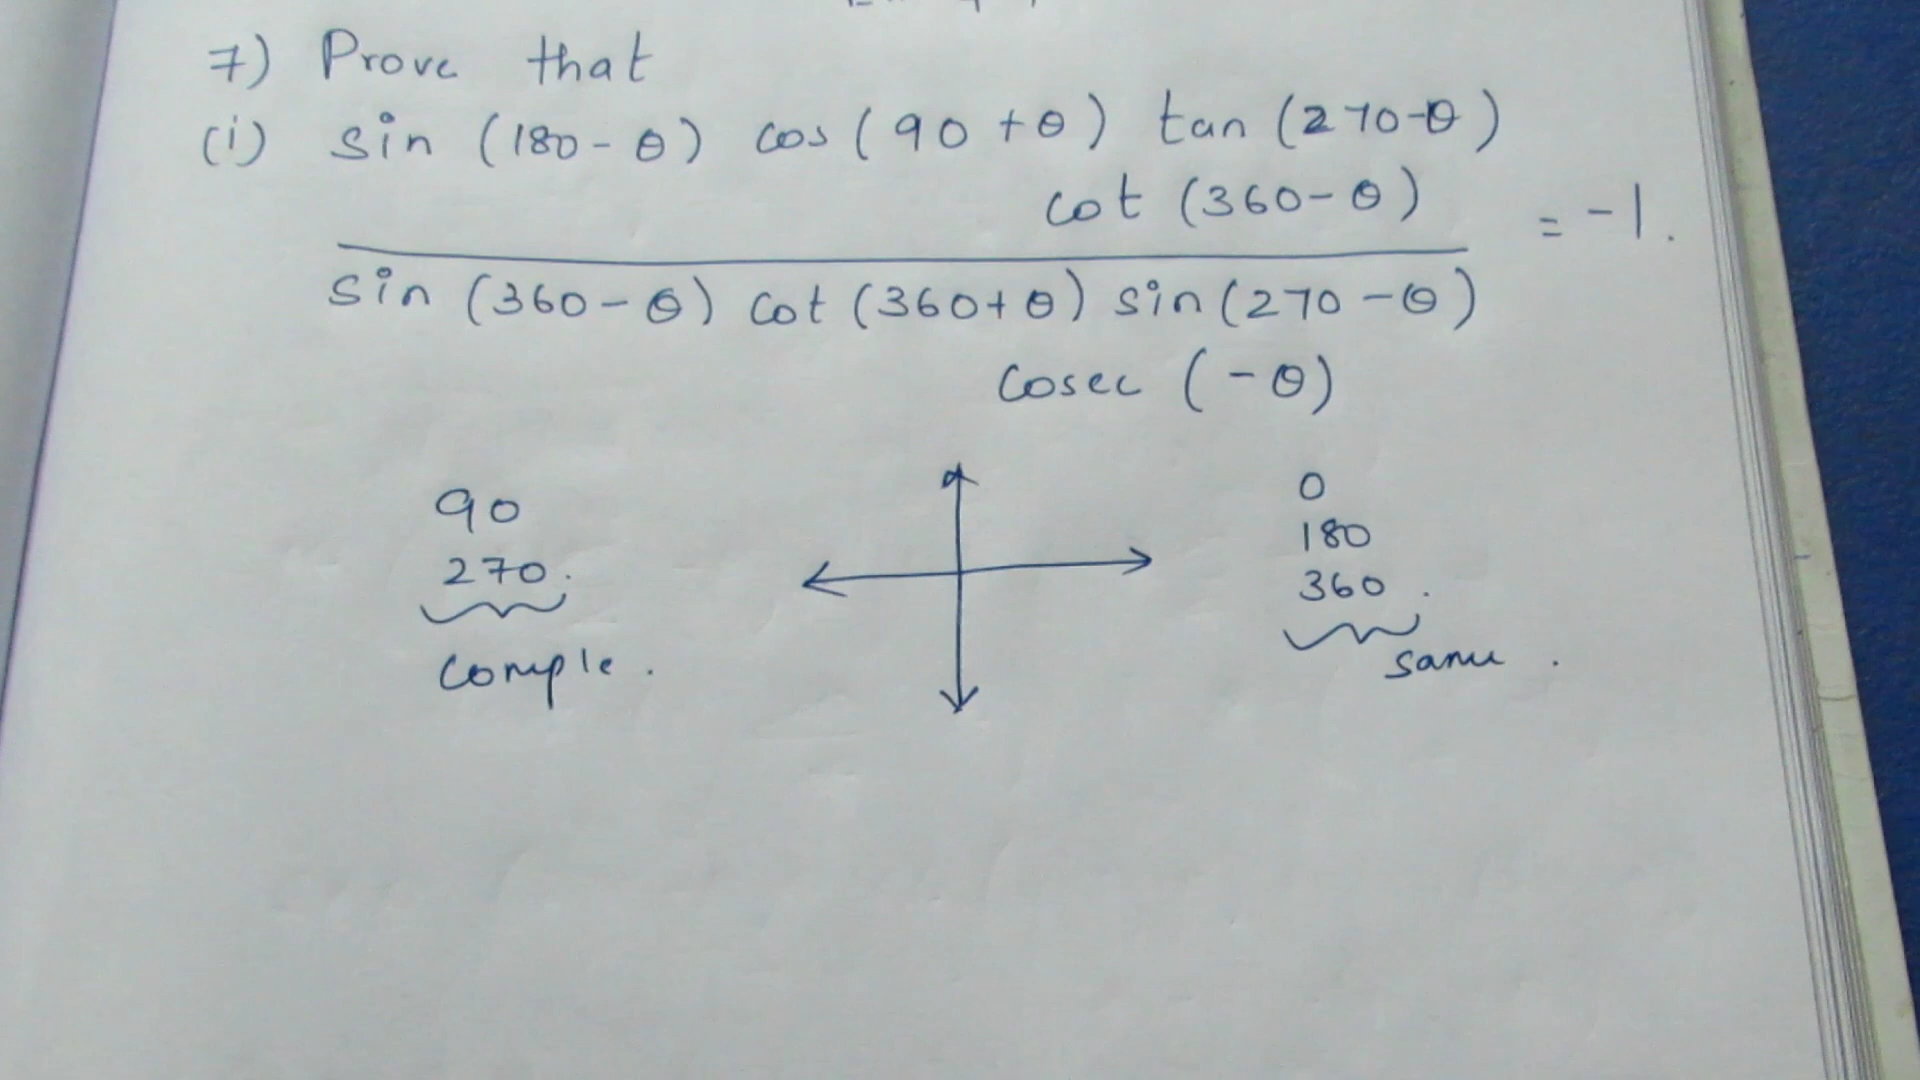 7) Prove that
(i) sin (180 - θ) cos (90 + θ) tan (270-θ)
cot (360-θ)
= -1.
sin (360 - θ) cot (360+ θ) sin (270 - θ)
cosec (-θ)
90
270.
comple.
0
180
360.
same.